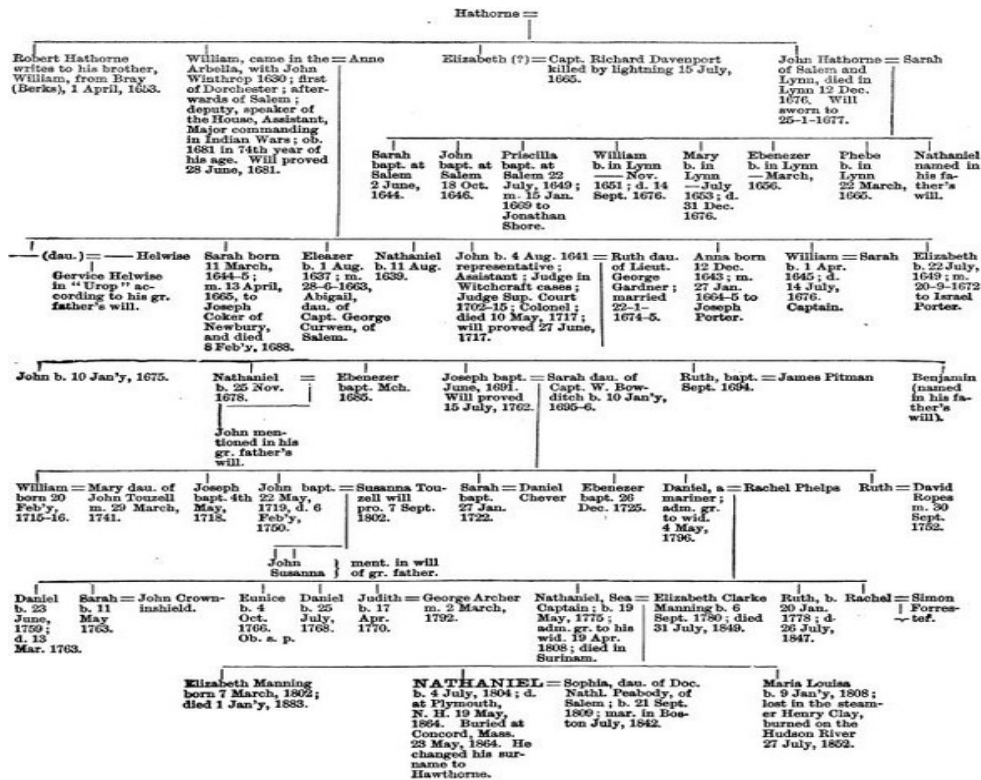 Hathorne =
Robert Hathorne
writes to his brother,
William, from Bray
(Berks), 1 April, 1653.
William, came in the = Anne
Arbella, with John
Winthrop 1630; first
of Dorchester; after-
wards of Salem;
deputy, speaker of
the House, Assistant,
Major commanding
in Indian Wars; ob.
1681 in 74th year of
his age. Will proved
28 June, 1681.
Elizabeth (?) = Capt. Richard Davenport
killed by lightning 15 July,
1665.
John Hathorne = Sarah
of Salem and
Lynn, died in
Lynn 12 Dec.
1676. Will
sworn to
25-1-1677.
Sarah
bapt. at
Salem
2 June,
1644.
John
bapt. at
Salem
18 Oct.
1646.
Priscilla
bapt. at
Salem 22
July, 1649;
m. 15 Jan.
1669 to
Jonathan
Shore.
William
b. in Lynn
— Nov.
1651; d. 14
Sept. 1676.
Mary
b. in
Lynn
—July
1653; d.
31 Dec.
1676.
Ebenezer
b. in Lynn
—March,
1656.
Phebe
b. in
Lynn
22 March,
1665.
Nathaniel
named in
his fa-
ther's
will.
— (dau.) = — Helwise
Gervice Helwise
in "Urop" ac-
cording to his gr.
father's will.
Sarah born
11 March,
1644-5;
m. 13 April,
1665, to
Joseph
Coker of
Newbury,
and died
8 Feb'y, 1688.
Eleazer
b. 1 Aug.
1637; m.
28-6-1663,
Abigail,
dau. of
Capt. George
Curwen, of
Salem.
Nathaniel
b. 11 Aug.
1639.
John b. 4 Aug. 1641 = Ruth dau.
representative;
Assistant; Judge in
Witchcraft cases;
Judge Sup. Court
1702-15; Colonel;
died 10 May, 1717;
will proved 27 June,
1717.
of Lieut.
George
Gardner;
married
22-1-
1674-5.
Anna born
12 Dec.
1643; m.
27 Jan.
1664-5 to
Joseph
Porter.
William = Sarah
b. 1 Apr.
1645; d.
14 July,
1676.
Captain.
Elizabeth
b. 22 July,
1649; m.
20-9-1672
to Israel
Porter.
John b. 10 Jan'y, 1675.
Nathaniel =
b. 25 Nov.
1678.
John men-
tioned in his
gr. father's
will.
Ebenezer
bapt. Mch.
1685.
Joseph bapt. = Sarah dau. of
June, 1691.
Will proved
15 July, 1762.
Capt. W. Bow-
ditch b. 10 Jan'y,
1695-6.
Ruth, bapt. = James Pitman
Sept. 1694.
Benjamin
(named
in his fa-
ther's
will).
William = Mary dau. of
born 20
Feb'y,
1715-16.
John Touzell
m. 29 March,
1741.
Joseph
bapt. 4th
May,
1718.
John bapt. = Susanna Tou-
22 May,
1719, d. 6
Feb'y,
1750.
zell will
pro. 7 Sept.
1802.
John
Susanna } ment. in will
of gr. father.
Sarah = Daniel
bapt.
27 Jan.
1722.
Chever
Ebenezer
bapt. 26
Dec. 1725.
Daniel, a = Rachel Phelps
mariner;
adm. gr.
to wid.
4 May,
1796.
Ruth = David
Ropes
m. 30
Sept.
1752.
Daniel
b. 23
June,
1759;
d. 13
Mar. 1763.
Sarah = John Crown-
b. 11
May
1763.
inshield.
Eunice
b. 4
Oct.
1766.
Ob. s. p.
Daniel
b. 25
July,
1768.
Judith = George Archer
b. 17
Apr.
1770.
m. 2 March,
1792.
Nathaniel, Sea = Elizabeth Clarke
Captain; b. 19
May, 1775;
adm. gr. to his
wid. 19 Apr.
1808; died in
Surinam.
Manning b. 6
Sept. 1780; died
31 July, 1849.
Ruth, b.
20 Jan.
1778; d.
26 July,
1847.
Rachel = Simon
Forres-
ter.
Elizabeth Manning
born 7 March, 1802;
died 1 Jan'y, 1883.
NATHANIEL = Sophia, dau. of Doc.
b. 4 July, 1804; d.
at Plymouth,
N. H. 19 May,
1864. Buried at
Concord, Mass.
23 May, 1864. He
changed his sur-
name to
Hawthorne.
Nathl. Peabody, of
Salem; b. 21 Sept.
1809; mar. in Bos-
ton July, 1842.
Maria Louisa
b. 9 Jan'y, 1808;
lost in the steam-
er Henry Clay,
burned on the
Hudson River
27 July, 1852.